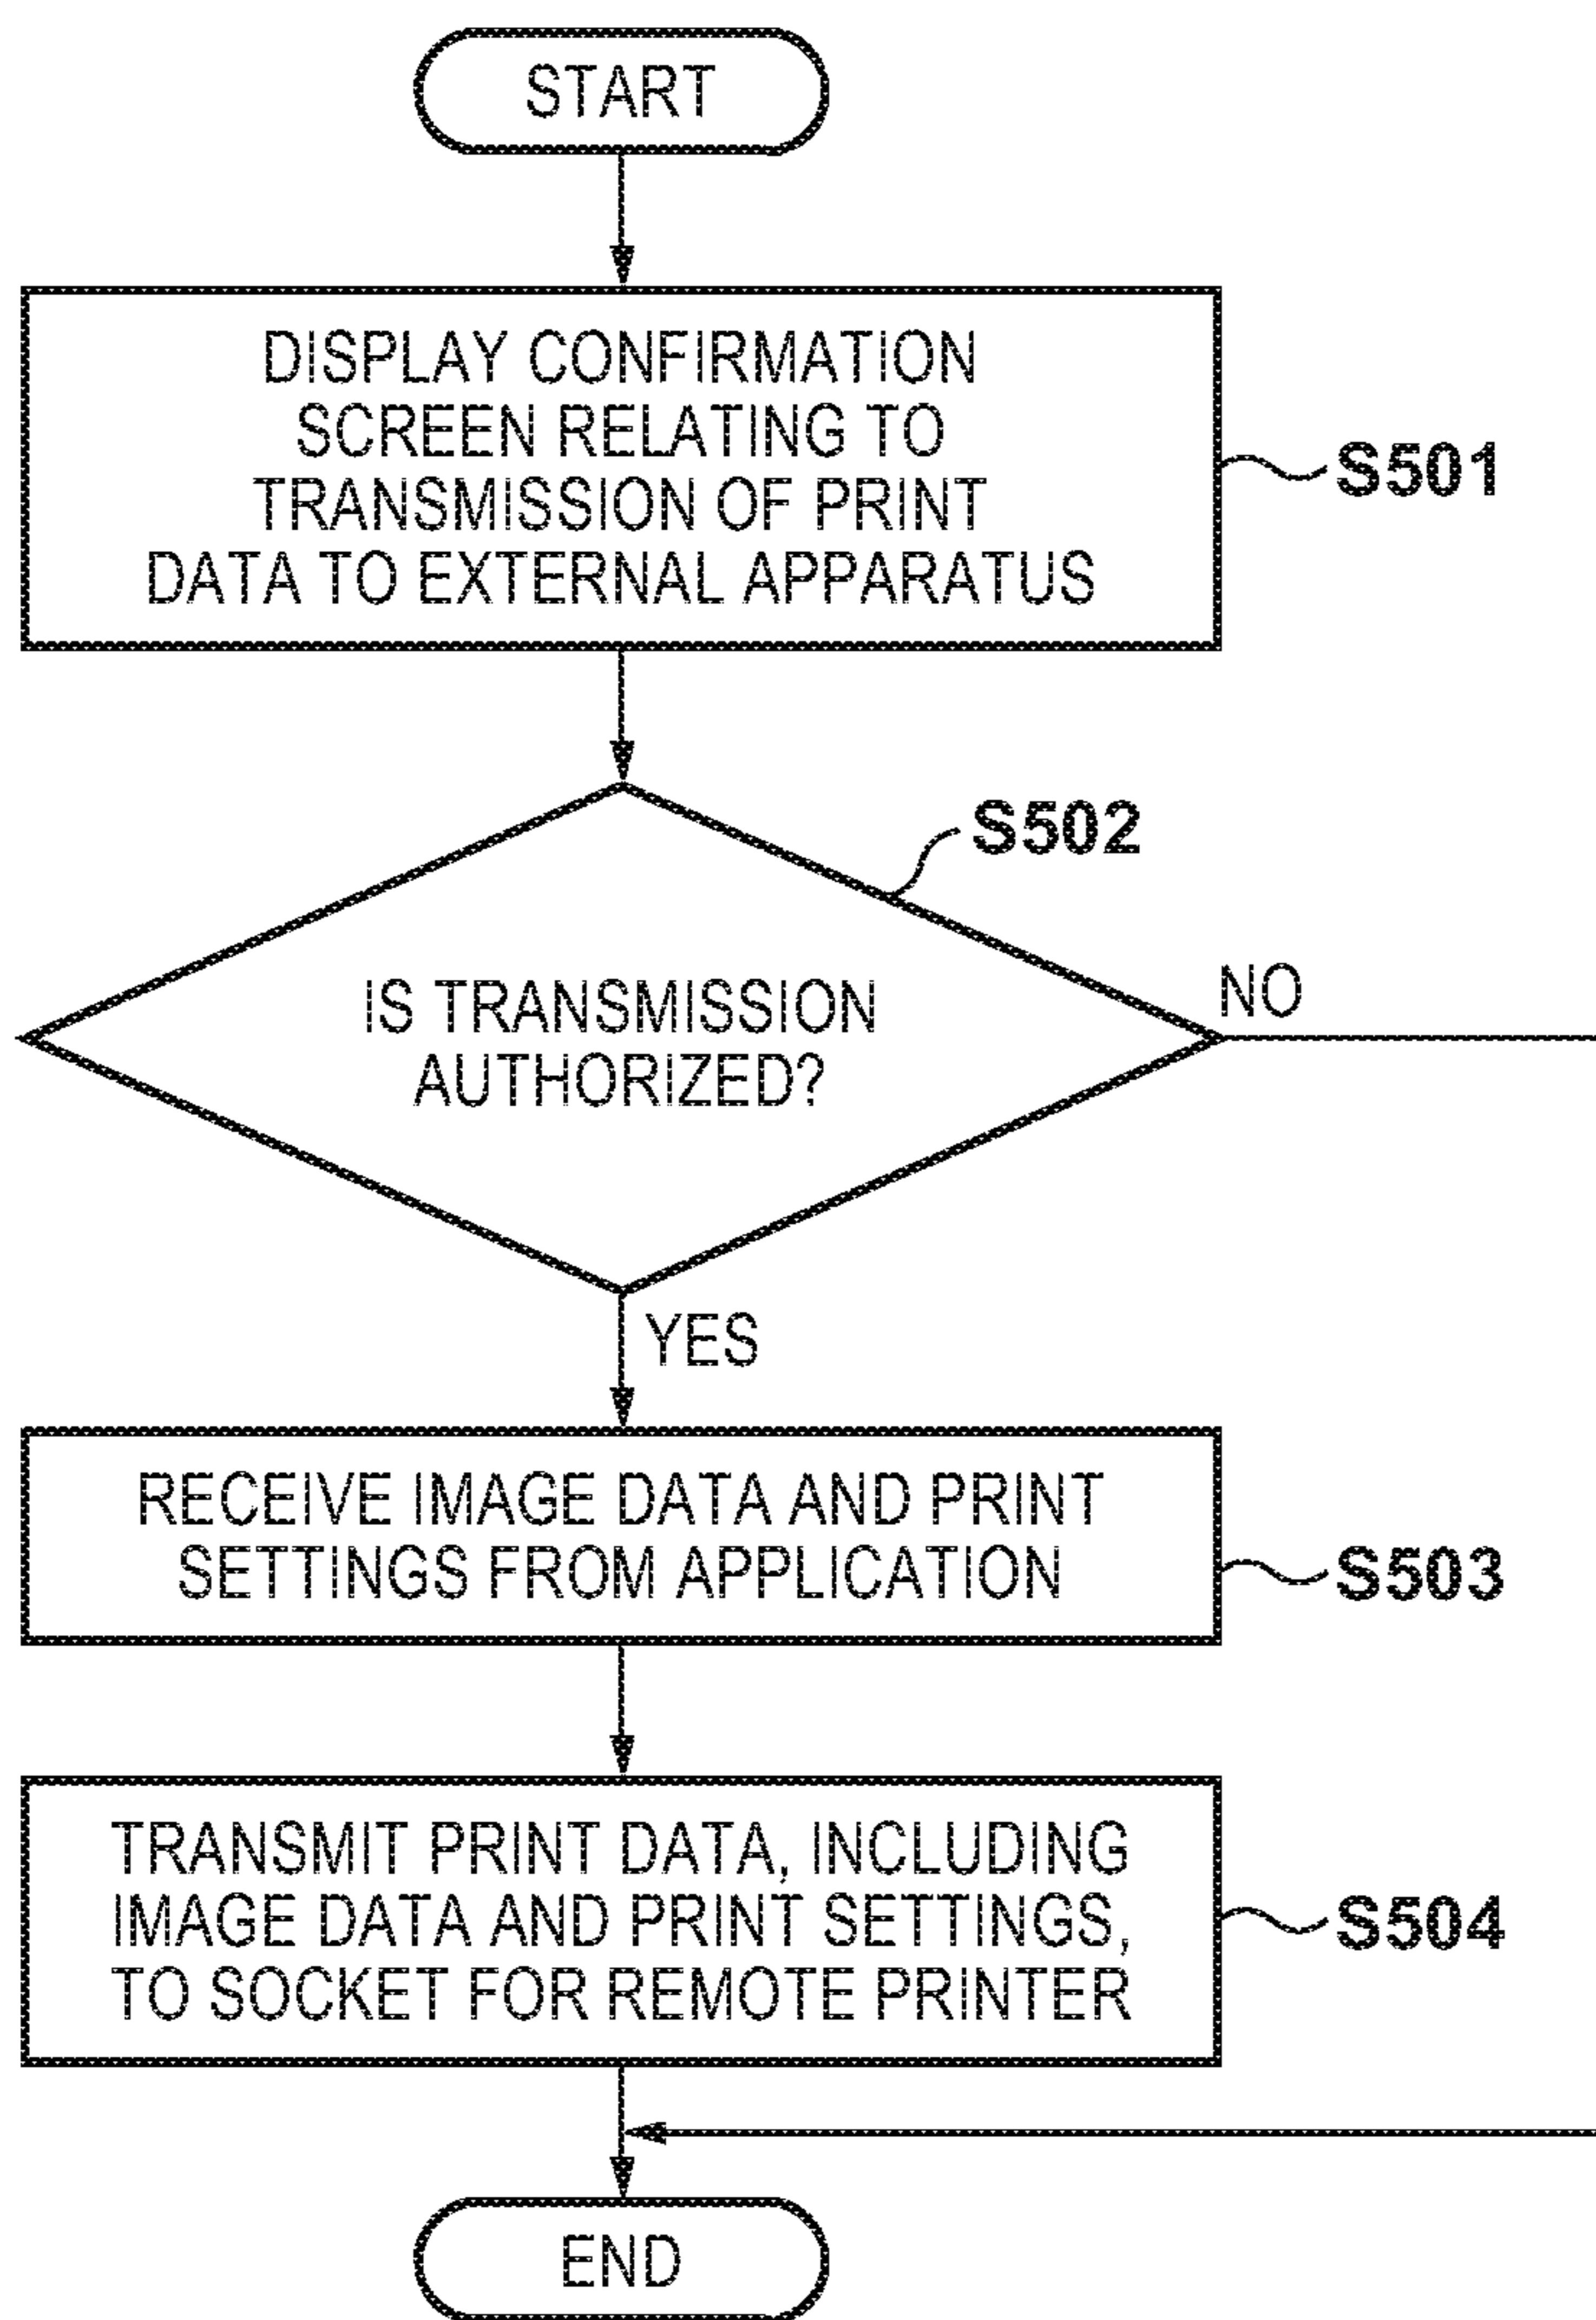 START
DISPLAY CONFIRMATION
SCREEN RELATING TO
TRANSMISSION OF PRINT
DATA TO EXTERNAL APPARATUS
S501
S502
IS TRANSMISSION
AUTHORIZED?
NO
YES
RECEIVE IMAGE DATA AND PRINT
SETTINGS FROM APPLICATION
S503
TRANSMIT PRINT DATA, INCLUDING
IMAGE DATA AND PRINT SETTINGS,
TO SOCKET FOR REMOTE PRINTER
S504
END